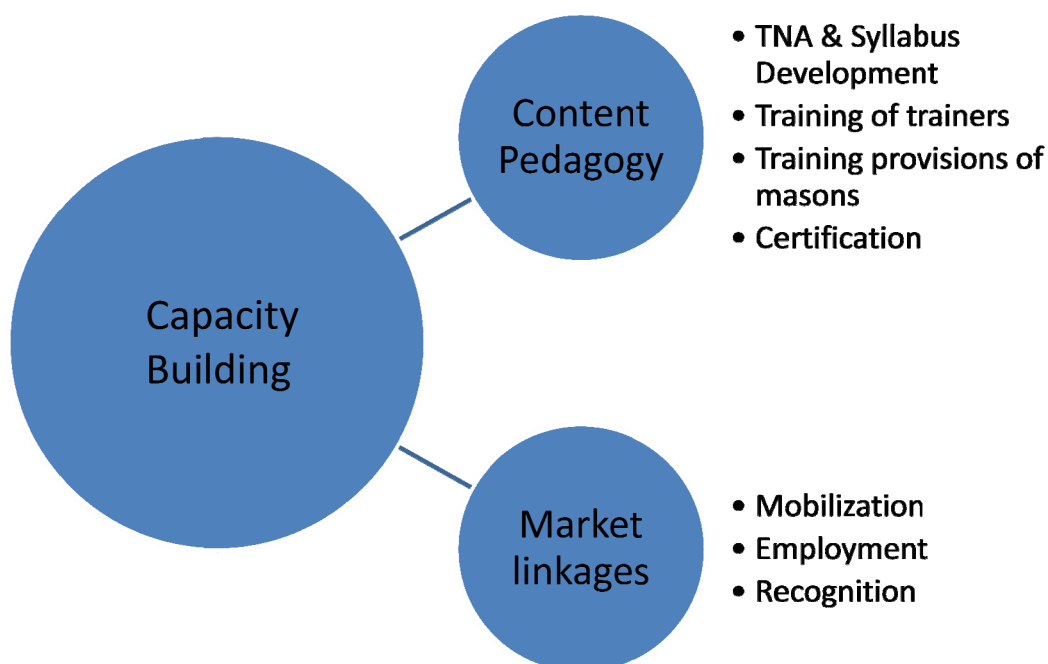 Capacity
Building
Content
Pedagogy
• TNA & Syllabus
Development
• Training of trainers
• Training provisions of
masons
• Certification
Market
linkages
• Mobilization
• Employment
• Recognition